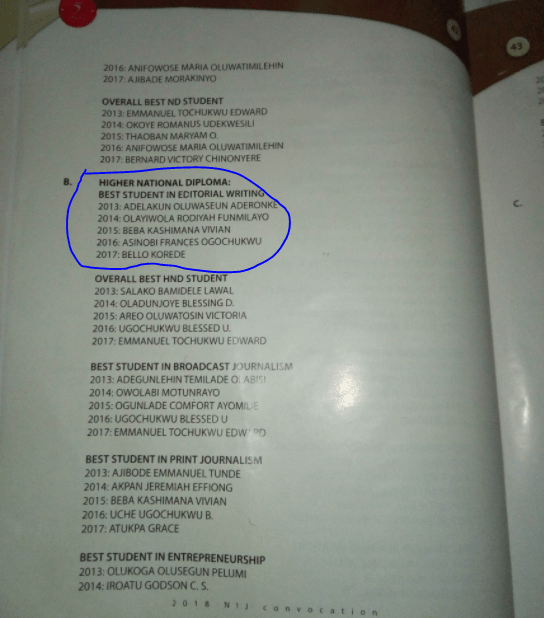 5
43
2016: ANIFOWOSE MARIA OLUWATIMILEHIN
2017: AJIBADE MORAKINYO
OVERALL BEST ND STUDENT
2013: EMMANUEL TOCHUKWU EDWARD
2014: OKOYE ROMANUS UDEKWESILI
2015: THAOBAN MARYAM O.
2016: ANIFOWOSE MARIA OLUWATIMILEHIN
2017: BERNARD VICTORY CHINONYERE
B. HIGHER NATIONAL DIPLOMA:
BEST STUDENT IN EDITORIAL WRITING
2013: ADELAKUN OLUWASEUN ADERONKE
2014: OLAYIWOLA RODIYAH FUNMILAYO
2015: BEBA KASHIMANA VIVIAN
2016: ASINOBI FRANCES OGOCHUKWU
2017: BELLO KOREDE
OVERALL BEST HND STUDENT
2013: SALAKO BAMIDELE LAWAL
2014: OLADUNJOYE BLESSING D.
2015: AREO OLUWATOSIN VICTORIA
2016: UGOCHUKWU BLESSED U.
2017: EMMANUEL TOCHUKWU EDWARD
BEST STUDENT IN BROADCAST JOURNALISM
2013: ADEGUNLEHIN TEMILADE
2014: OWOLABI MOTUNRAYO
2015: OGUNLADE COMFORT AYOMIDE
2016: UGOCHUKWU BLESSED U
2017: EMMANUEL TOCHUKWU EDWARD
BEST STUDENT IN PRINT JOURNALISM
2013: AJIBODE EMMANUEL TUNDE
2014: AKPAN JEREMIAH EFFIONG
2015: BEBA KASHIMANA VIVIAN
2016: UCHE UGOCHUKWU B.
2017: ATUKPA GRACE
BEST STUDENT IN ENTREPRENEURSHIP
2013: OLUKOGA OLUSEGUN PELUMI
2014: IROATU GODSON C. S.
2018 NIJ convocation
C.